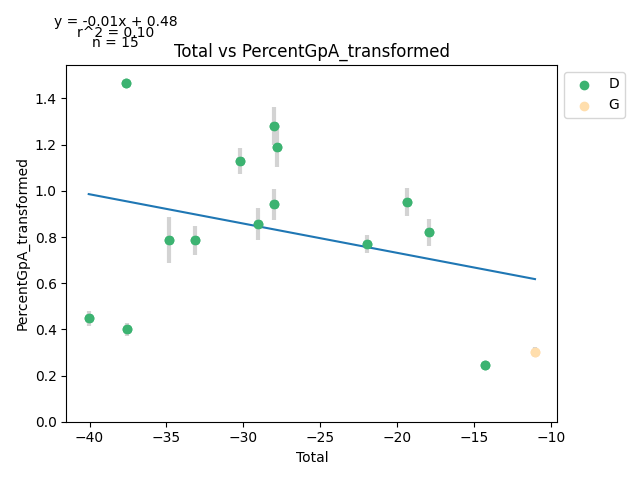 y = -0.01x + 0.48
r^2 = 0.10
n = 15
Total vs PercentGpA_transformed
D
G
1.4
1.2
1.0
0.8
0.6
0.4
0.2
0.0
PercentGpA_transformed
−40
−35
−30
−25
−20
−15
−10
Total